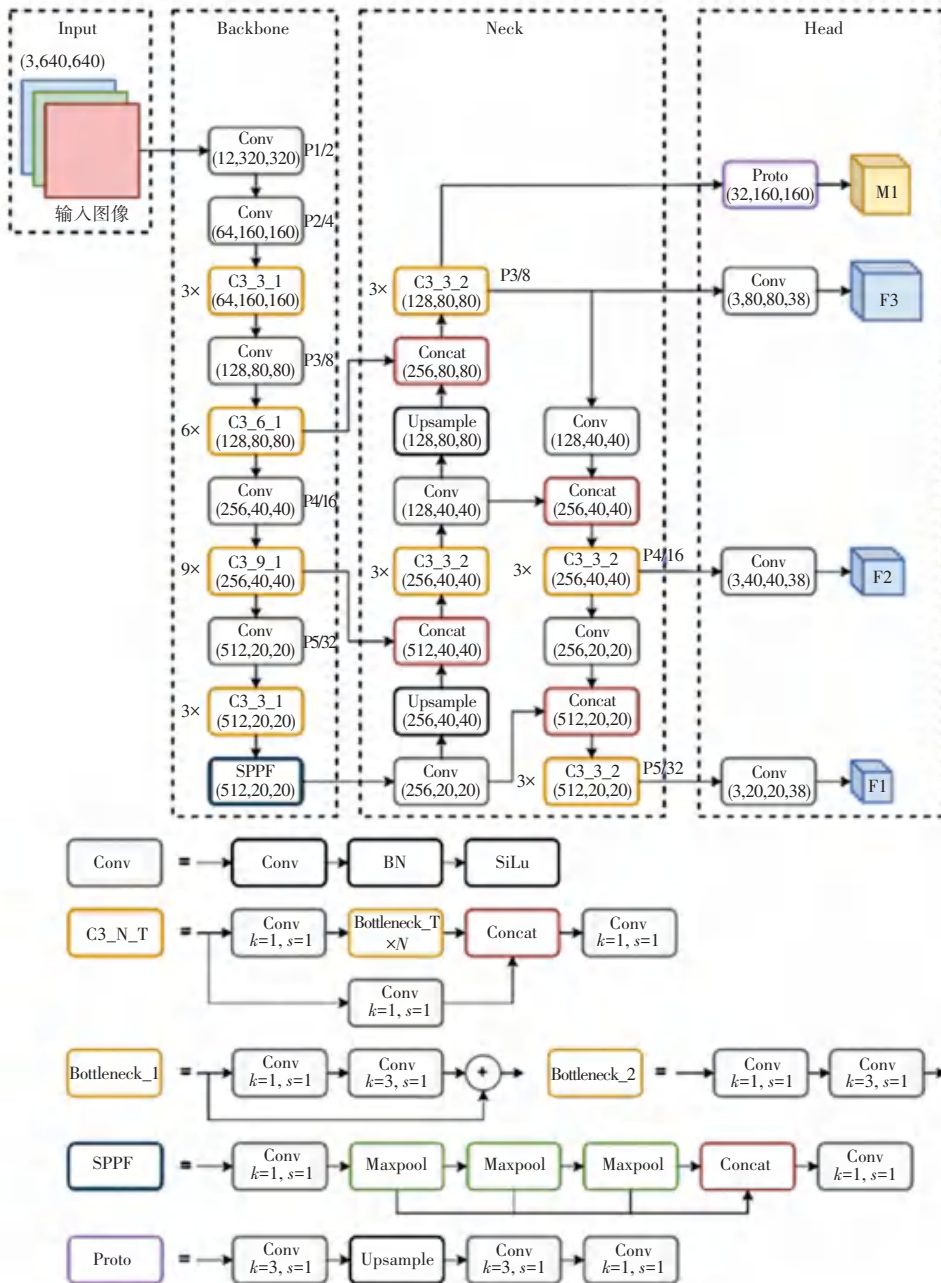 Input
Backbone
Neck
Head
(3,640,640)
输入图像
Conv
(12,320,320)
P1/2
Conv
(64,160,160)
P2/4
3×
C3_3_1
(64,160,160)
Conv
(128,80,80)
P3/8
6×
C3_6_1
(128,80,80)
Conv
(256,40,40)
P4/16
9×
C3_9_1
(256,40,40)
Conv
(512,20,20)
P5/32
3×
C3_3_1
(512,20,20)
SPPF
(512,20,20)
3×
C3_3_2
(128,80,80)
P3/8
Concat
(256,80,80)
Upsample
(128,80,80)
Conv
(128,40,40)
3×
C3_3_2
(256,40,40)
Concat
(512,40,40)
Upsample
(256,40,40)
Conv
(256,20,20)
Conv
(128,40,40)
Concat
(256,40,40)
3×
C3_3_2
(256,40,40)
P4/16
Conv
(256,20,20)
Concat
(512,20,20)
3×
C3_3_2
(512,20,20)
P5/32
Proto
(32,160,160)
M1
Conv
(3,80,80,38)
F3
Conv
(3,40,40,38)
F2
Conv
(3,20,20,38)
F1
Conv
=
Conv
BN
SiLu
C3_N_T
=
Conv
k=1, s=1
Bottleneck_T
×N
Concat
Conv
k=1, s=1
Conv
k=1, s=1
Bottleneck_1
=
Conv
k=1, s=1
Conv
k=3, s=1
+
Bottleneck_2
=
Conv
k=1, s=1
Conv
k=3, s=1
SPPF
=
Conv
k=1, s=1
Maxpool
Maxpool
Maxpool
Concat
Conv
k=1, s=1
Proto
=
Conv
k=3, s=1
Upsample
Conv
k=3, s=1
Conv
k=1, s=1